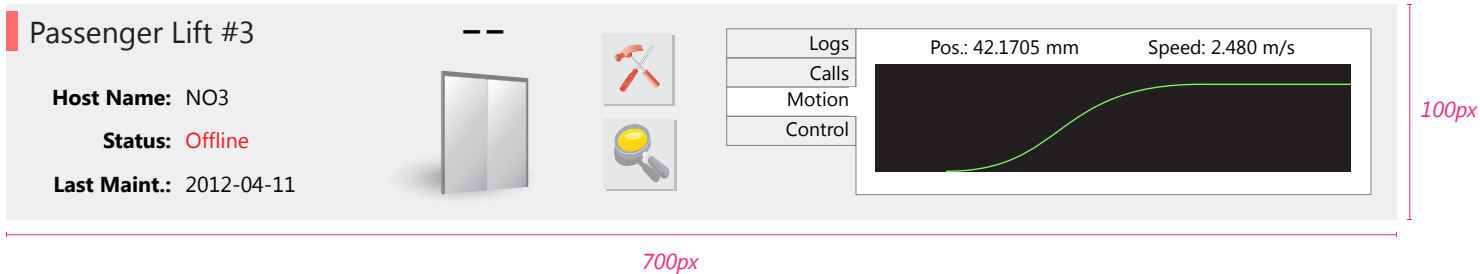 Passenger Lift #3
--
Host Name: NO3
Status: Offline
Last Maint.: 2012-04-11
Logs
Calls
Motion
Control
Pos.: 42.1705 mm Speed: 2.480 m/s
100px
700px